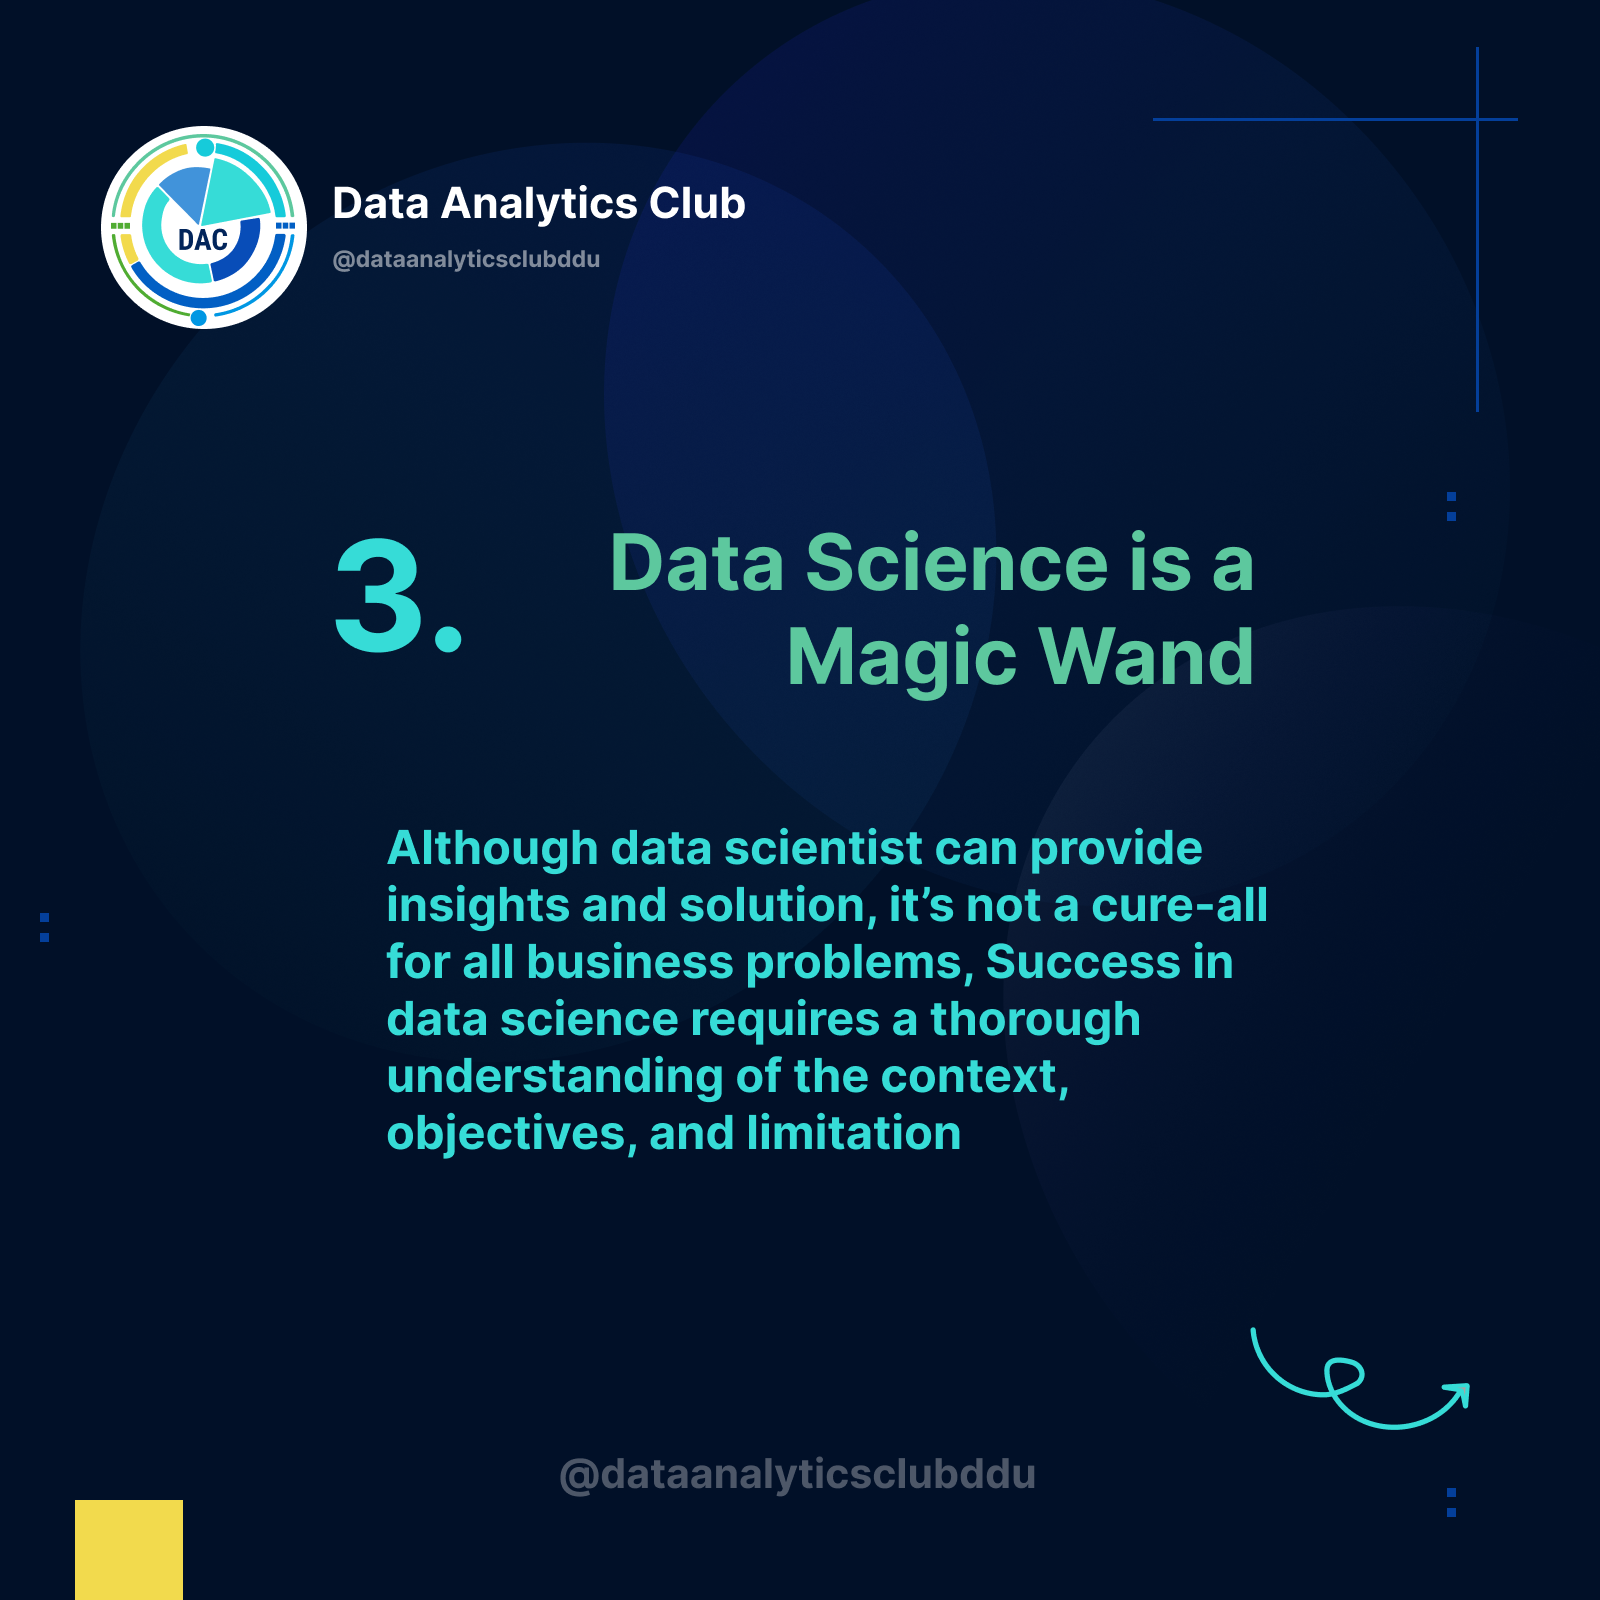 DAC
Data Analytics Club
@dataanalyticsclubddu
3.
Data Science is a
Magic Wand
Although data scientist can provide
insights and solution, it’s not a cure-all
for all business problems, Success in
data science requires a thorough
understanding of the context,
objectives, and limitation
@dataanalyticsclubddu